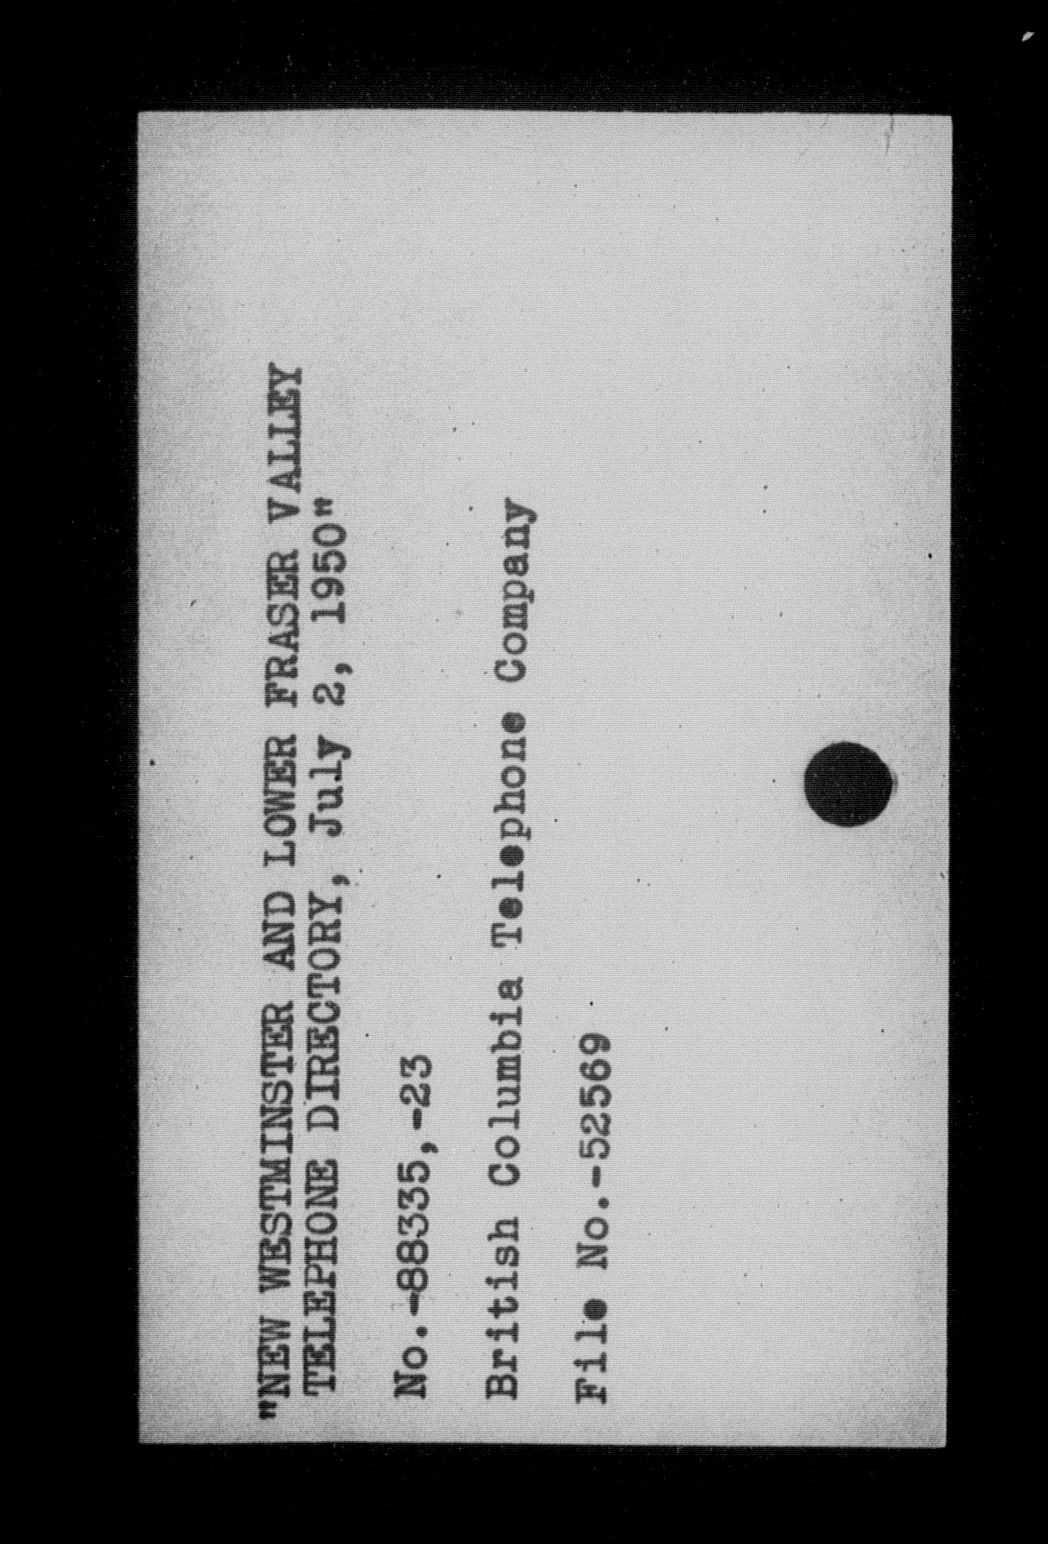 "NEW WESTMINSTER AND LOWER FRASER VALLEY
TELEPHONE DIRECTORY, July 2, 1950"
No.-88335,-23
British Columbia Telephone Company
File No.-52569